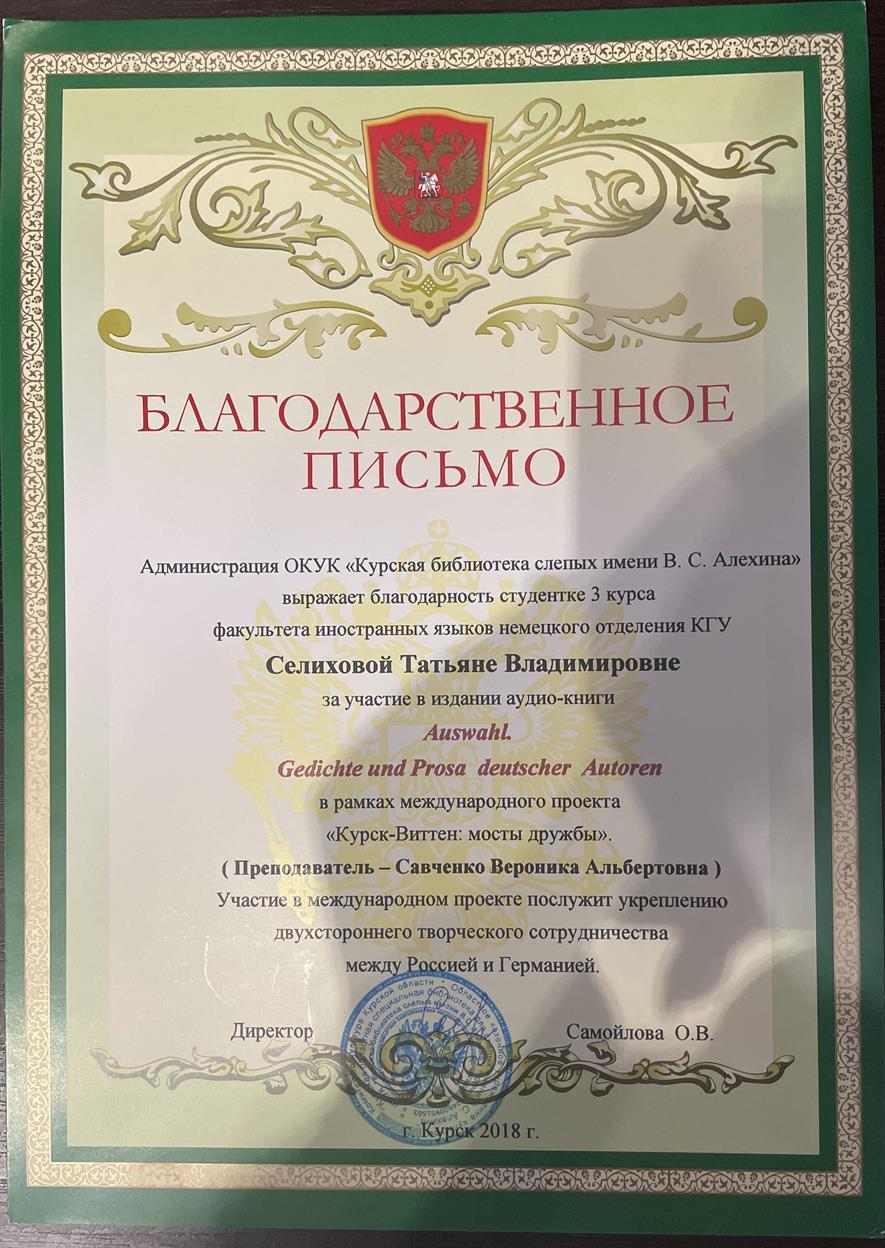 БЛАГОДАРСТВЕННОЕ
ПИСЬМО
Администрация ОКУК «Курская библиотека слепых имени В. С. Алехина»
выражает благодарность студентке 3 курса
факультета иностранных языков немецкого отделения КГУ
Селиховой Татьяне Владимировне
за участие в издании аудио-книги
Auswahl.
Gedichte und Prosa deutscher Autoren
в рамках международного проекта
«Курск-Виттен: мосты дружбы».
( Преподаватель – Савченко Вероника Альбертовна )
Участие в международном проекте послужит укреплению
двухстороннего творческого сотрудничества
между Россией и Германией.
Директор Самойлова О.В.
г. Курск 2018 г.